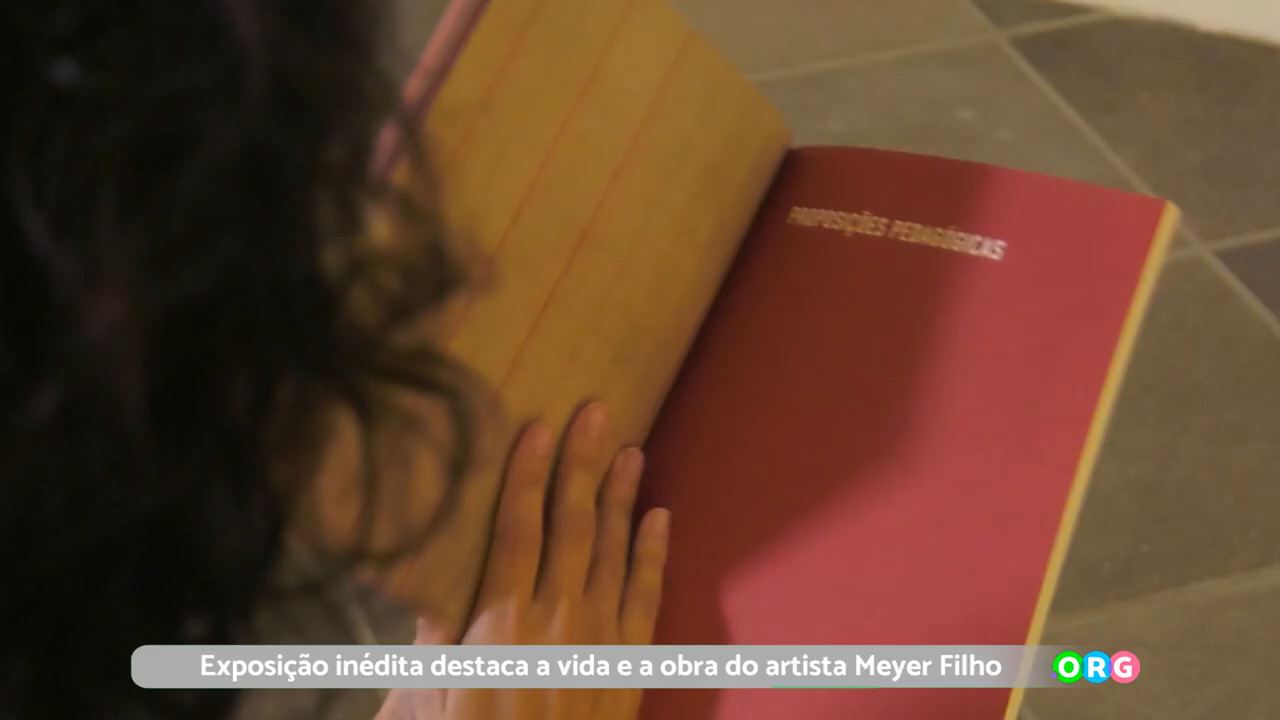 PROPOSIÇÕES PEDAGÓGICAS
Exposição inédita destaca a vida e a obra do artista Meyer Filho
ORG